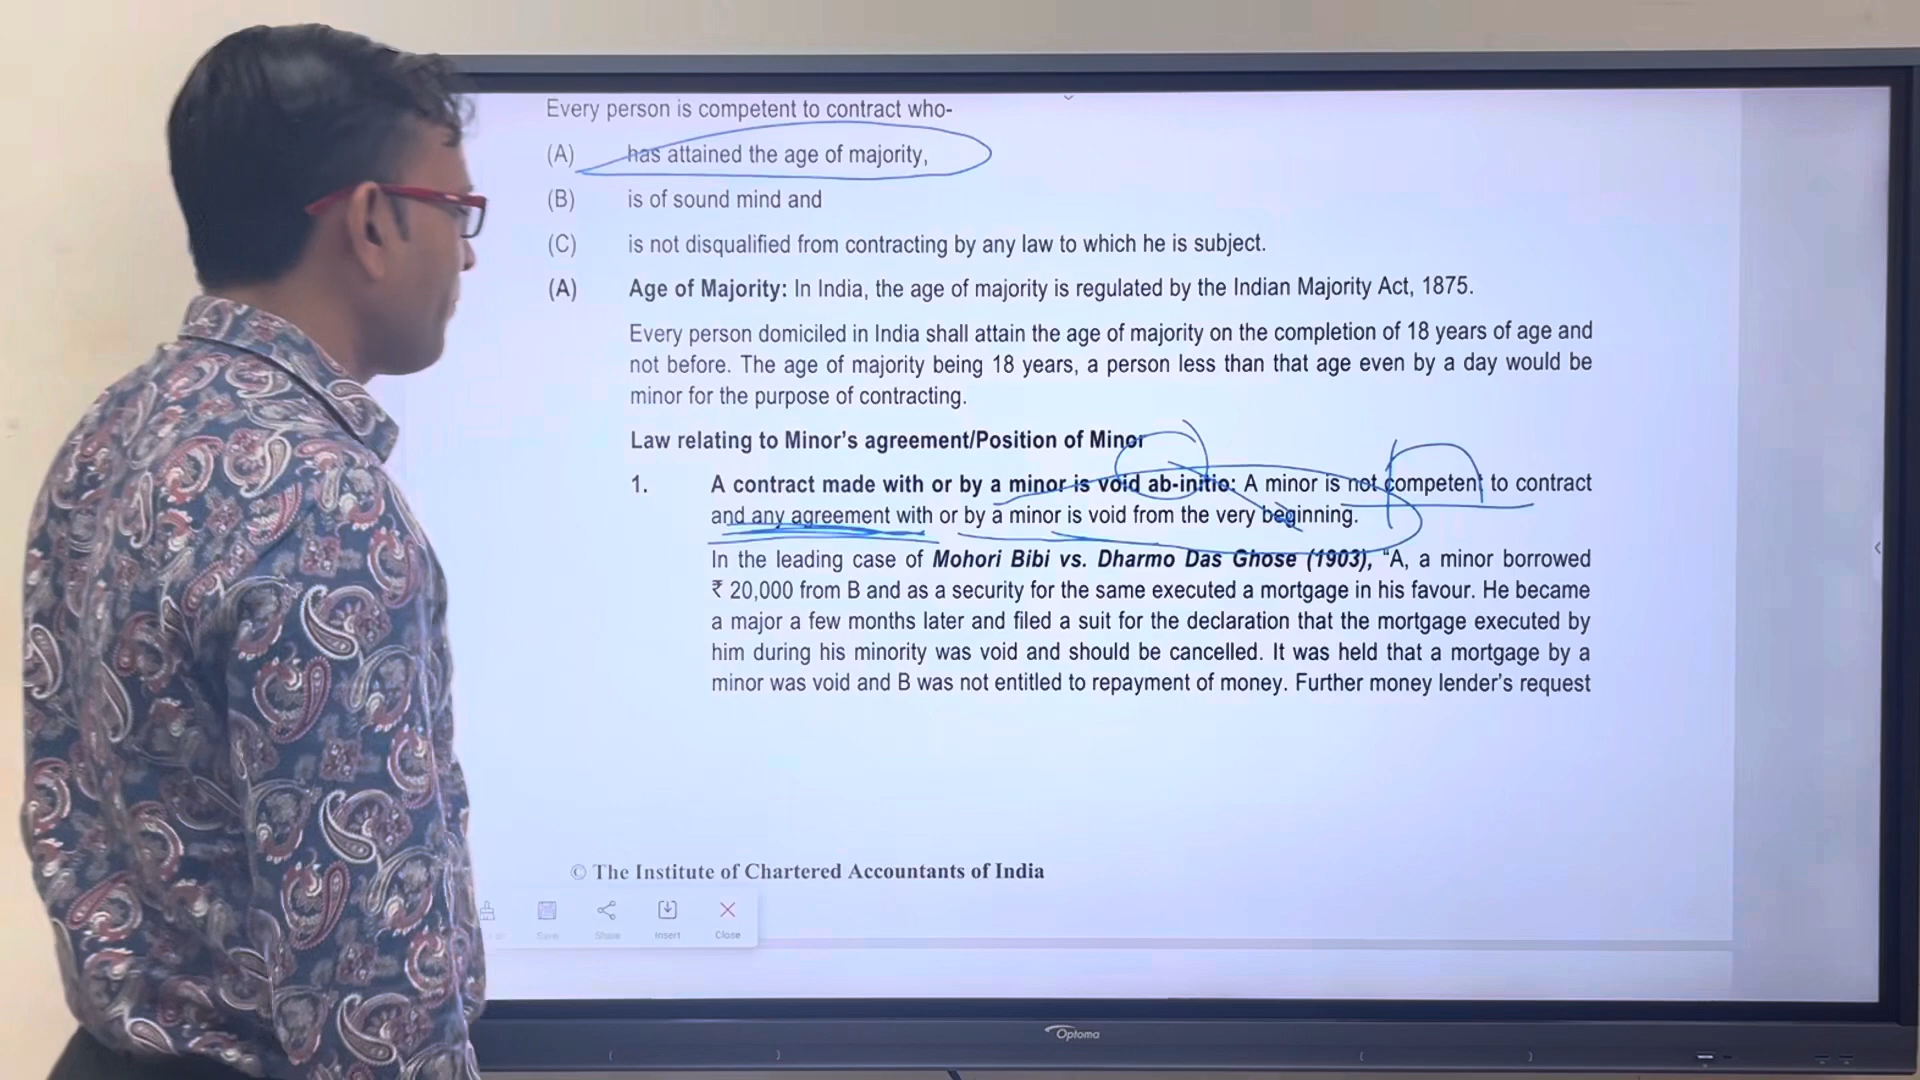 Every person is competent to contract who-
(A) has attained the age of majority,
(B) is of sound mind and
(C) is not disqualified from contracting by any law to which he is subject.
(A) Age of Majority: In India, the age of majority is regulated by the Indian Majority Act, 1875.
Every person domiciled in India shall attain the age of majority on the completion of 18 years of age and
not before. The age of majority being 18 years, a person less than that age even by a day would be
minor for the purpose of contracting.
Law relating to Minor's agreement/Position of Minor
1. A contract made with or by a minor is void ab-initio: A minor is not competent to contract
and any agreement with or by a minor is void from the very beginning.
In the leading case of Mohori Bibi vs. Dharmo Das Ghose (1903), "A, a minor borrowed
₹ 20,000 from B and as a security for the same executed a mortgage in his favour. He became
a major a few months later and filed a suit for the declaration that the mortgage executed by
him during his minority was void and should be cancelled. It was held that a mortgage by a
minor was void and B was not entitled to repayment of money. Further money lender's request
© The Institute of Chartered Accountants of India
Save Share Insert Close
Optoma